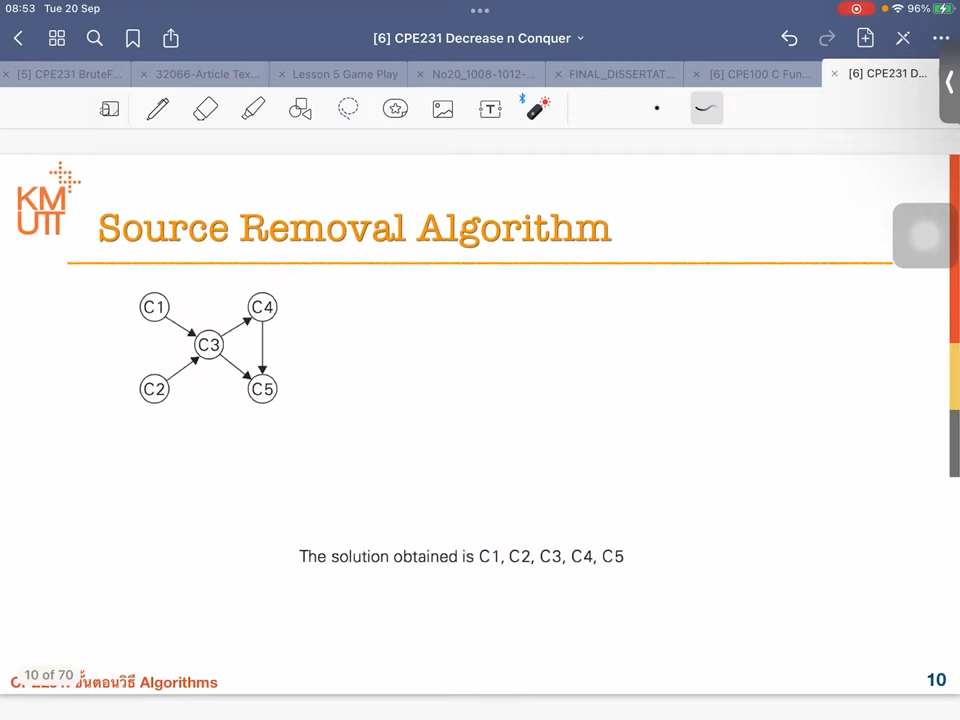 08:53 Tue 20 Sep 96%
[6] CPE231 Decrease n Conquer
[5] CPE231 BruteF... 32066-Article Tex... Lesson 5 Game Play No20_1008-1012-... FINAL_DISSERTAT... [6] CPE100 C Fun... [6] CPE231 D...
T
KM
UTT
Source Removal Algorithm
C1 C4
C3
C2 C5
The solution obtained is C1, C2, C3, C4, C5
10 of 70
ขั้นตอนวิธี Algorithms
10